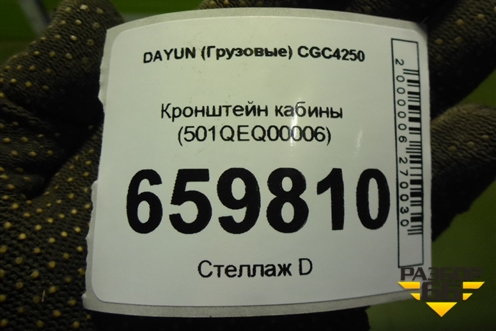 DAYUN (Грузовые) CGC4250
Кронштейн кабины
(501QEQ00006)
659810
Стеллаж D
2000006270030